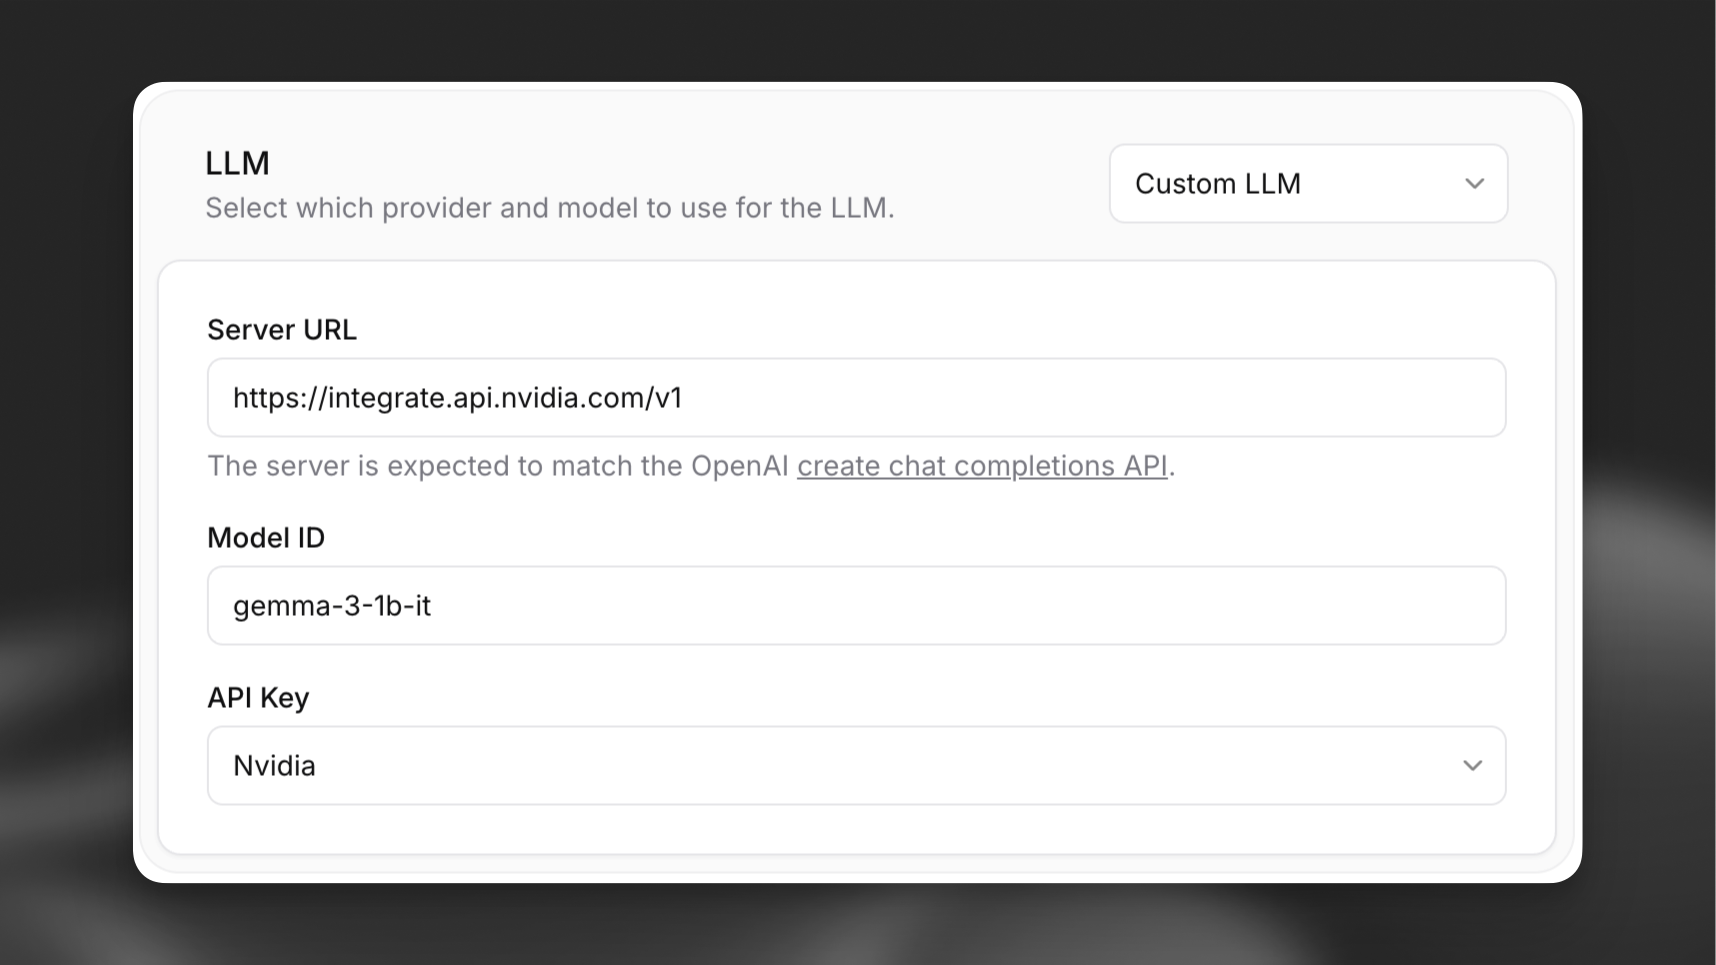 LLM
Select which provider and model to use for the LLM.
Custom LLM
Server URL
https://integrate.api.nvidia.com/v1
The server is expected to match the OpenAI create chat completions API.
Model ID
gemma-3-1b-it
API Key
Nvidia